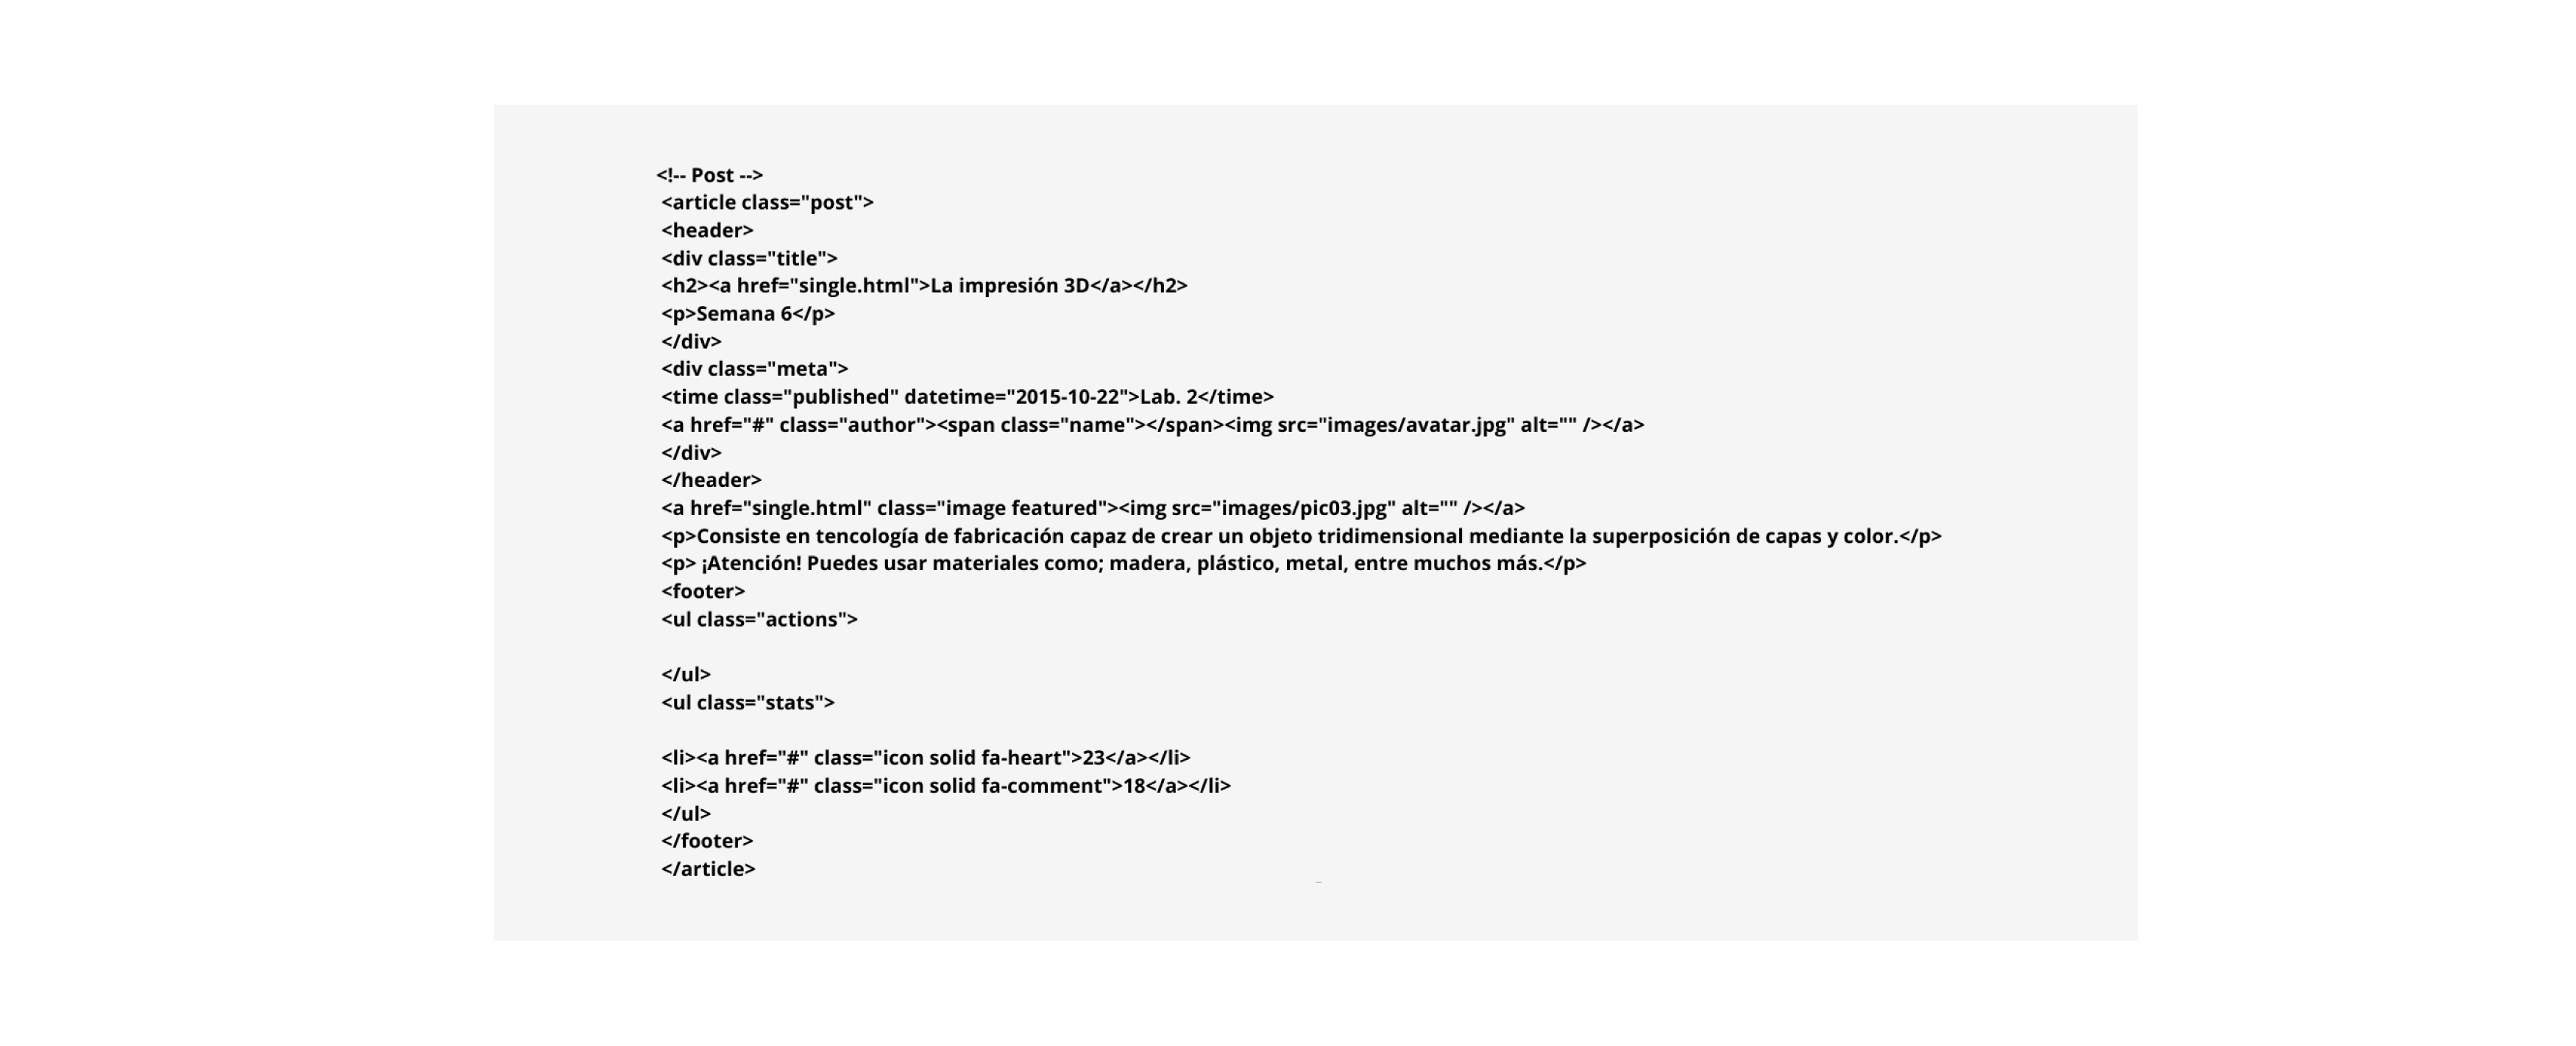 <!-- Post -->
<article class="post">
<header>
<div class="title">
<h2><a href="single.html">La impresión 3D</a></h2>
<p>Semana 6</p>
</div>
<div class="meta">
<time class="published" datetime="2015-10-22">Lab. 2</time>
<a href="#" class="author"><span class="name"></span><img src="images/avatar.jpg" alt="" /></a>
</div>
</header>
<a href="single.html" class="image featured"><img src="images/pic03.jpg" alt="" /></a>
<p>Consiste en tencología de fabricación capaz de crear un objeto tridimensional mediante la superposición de capas y color.</p>
<p> ¡Atención! Puedes usar materiales como; madera, plástico, metal, entre muchos más.</p>
<footer>
<ul class="actions">
</ul>
<ul class="stats">
<li><a href="#" class="icon solid fa-heart">23</a></li>
<li><a href="#" class="icon solid fa-comment">18</a></li>
</ul>
</footer>
</article>